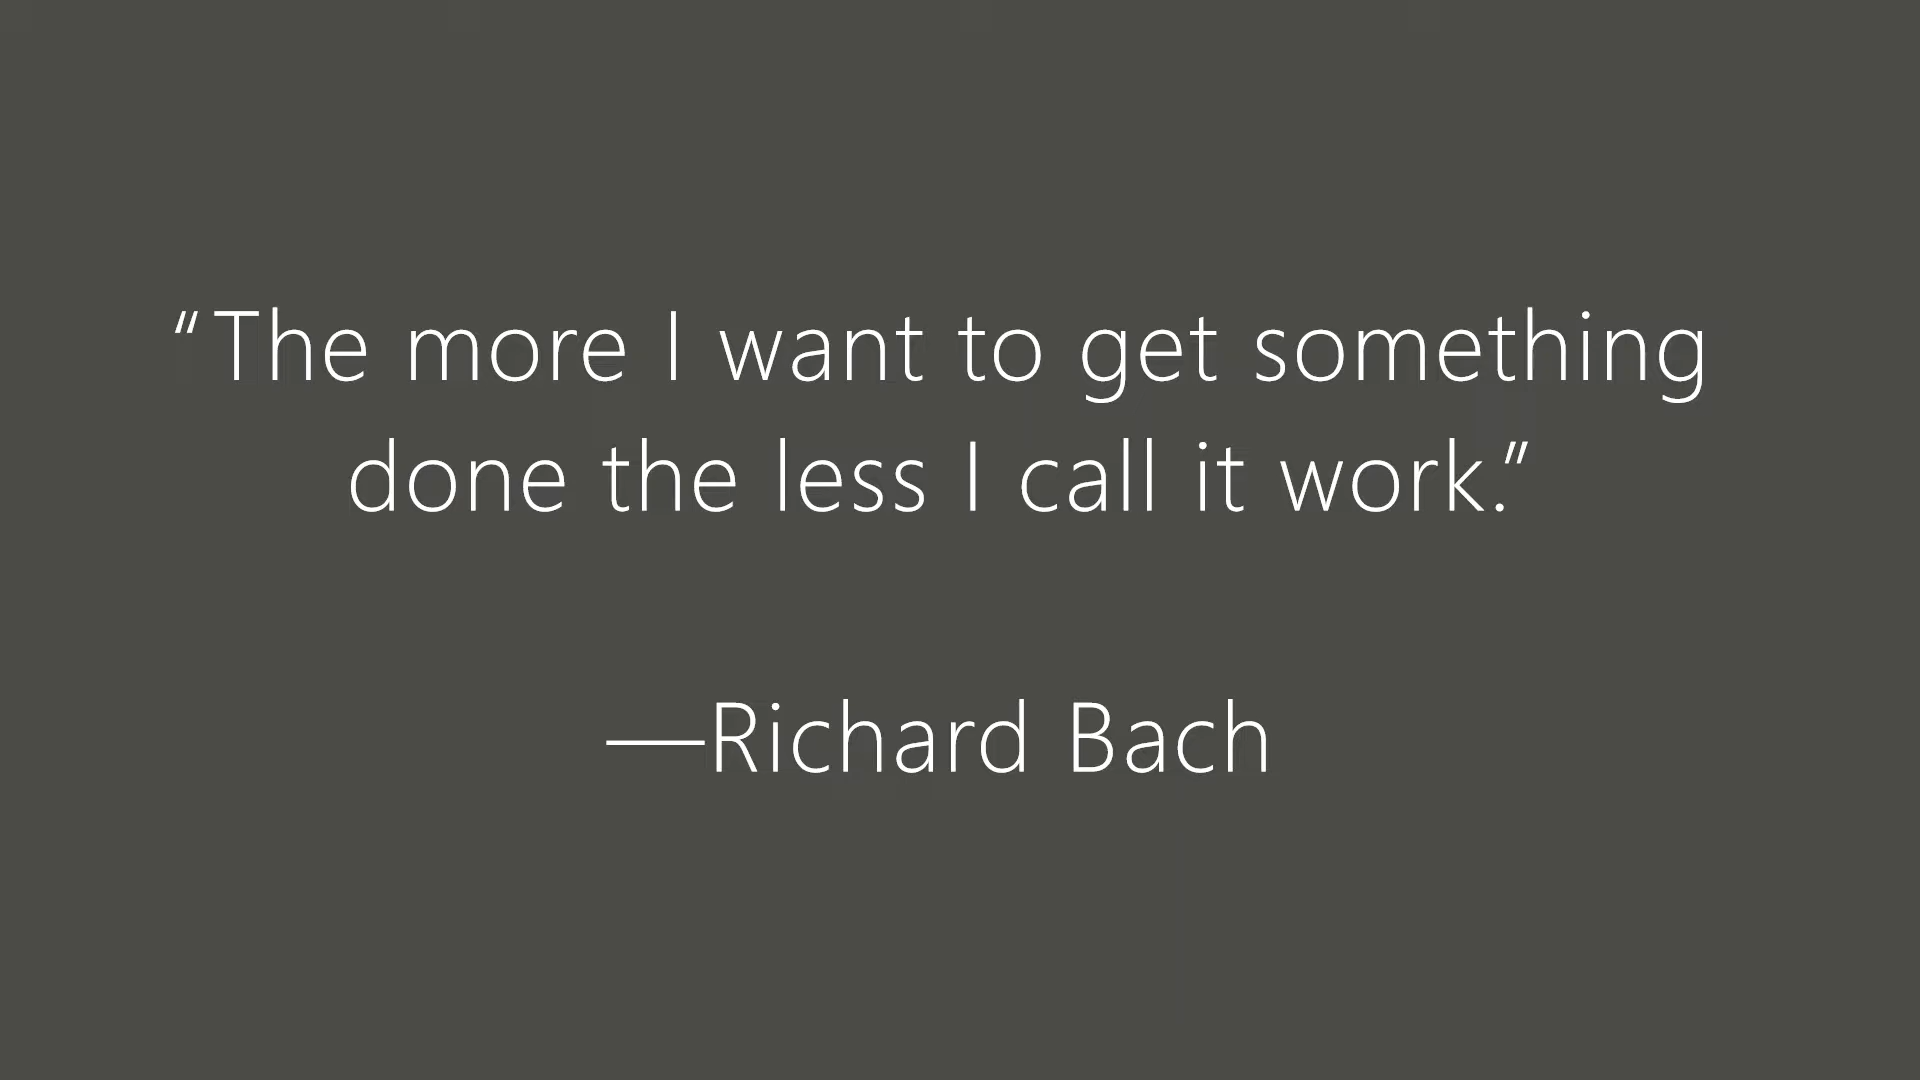 “The more I want to get something
done the less I call it work.”
—Richard Bach